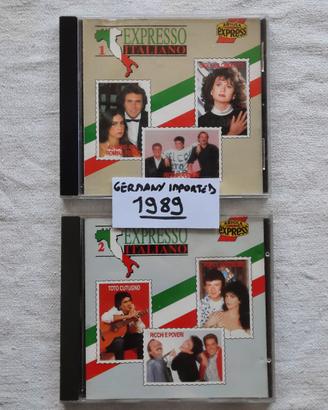 1 EXPRESSO
ITALIANO
ARIOLA
EXPRESS
GERMANY IMPORTED
1989
2 EXPRESSO
ITALIANO
ARIOLA
EXPRESS
TOTO CUTUGNO
RICCHI E POVERI